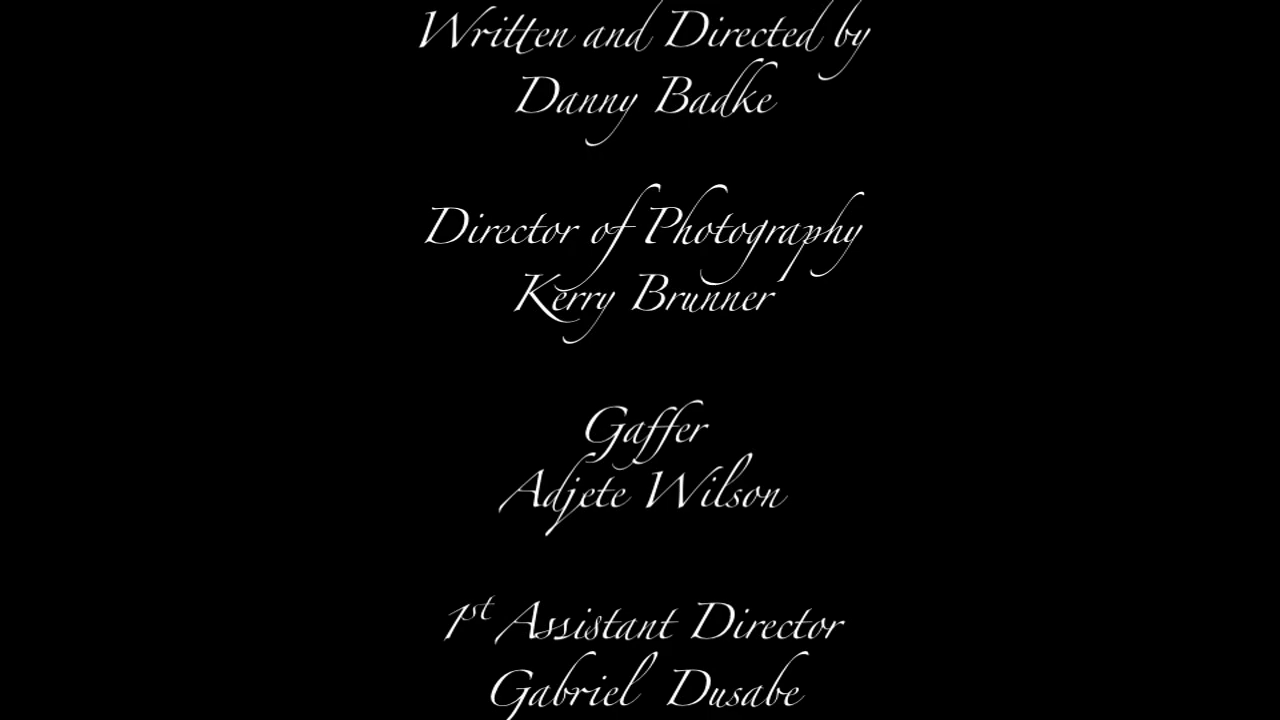 Written and Directed by
Danny Badke
Director of Photography
Kerry Brunner
Gaffer
Adjete Wilson
1st Assistant Director
Gabriel Dusabe